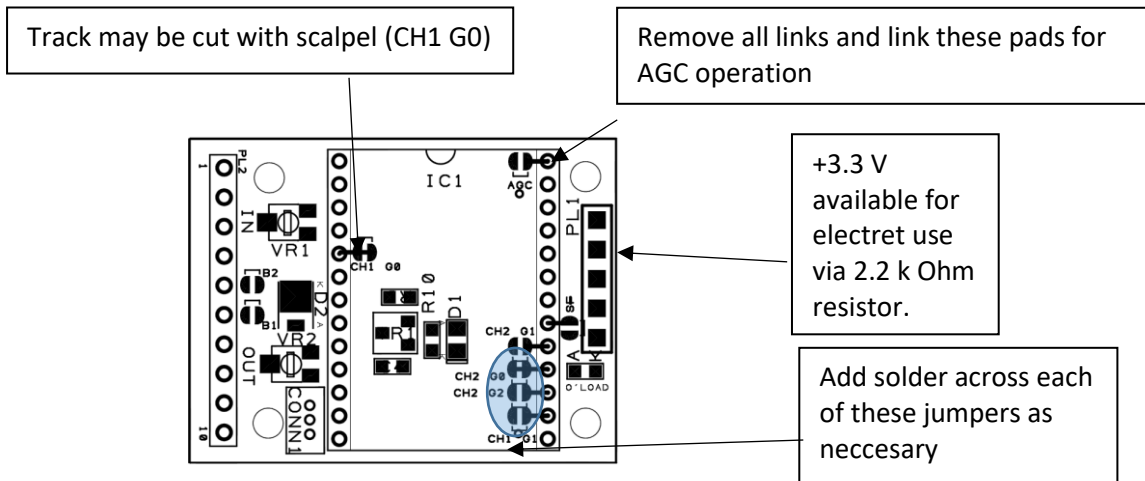 Track may be cut with scalpel (CH1 G0)
Remove all links and link these pads for
AGC operation
+3.3 V
available for
electret use
via 2.2 k Ohm
resistor.
Add solder across each
of these jumpers as
neccesary
1
PL2
IN
VR1
B2
B1
K
D2
A
VR2
OUT
CONN1
10
IC1
AGC
CH1 G0
R10
D1
CH2 G1
CH2 G0
CH2 G2
CH1 G1
PL1
SF
A K
O'LOAD